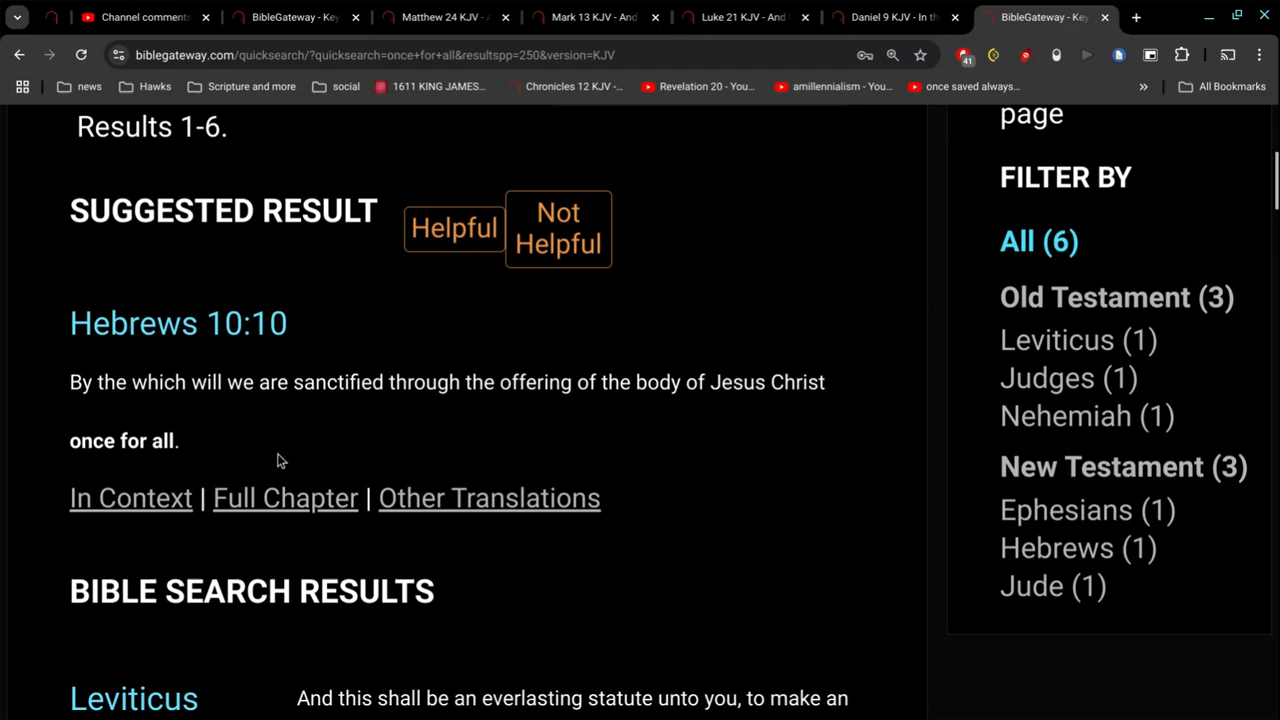 Channel comment
BibleGateway - Key
Matthew 24 KJV - A
Mark 13 KJV - And
Luke 21 KJV - And
Daniel 9 KJV - In th
BibleGateway - Key
biblegateway.com/quicksearch/?quicksearch=once+for+all&resultspp=250&version=KJV
41
news
Hawks
Scripture and more
social
1611 KING JAMES...
Chronicles 12 KJV -...
Revelation 20 - You...
amillennialism - You...
once saved always...
All Bookmarks
Results 1-6.
SUGGESTED RESULT
Helpful
Not
Helpful
Hebrews 10:10
By the which will we are sanctified through the offering of the body of Jesus Christ
once for all.
In Context | Full Chapter | Other Translations
BIBLE SEARCH RESULTS
Leviticus
And this shall be an everlasting statute unto you, to make an
page
FILTER BY
All (6)
Old Testament (3)
Leviticus (1)
Judges (1)
Nehemiah (1)
New Testament (3)
Ephesians (1)
Hebrews (1)
Jude (1)